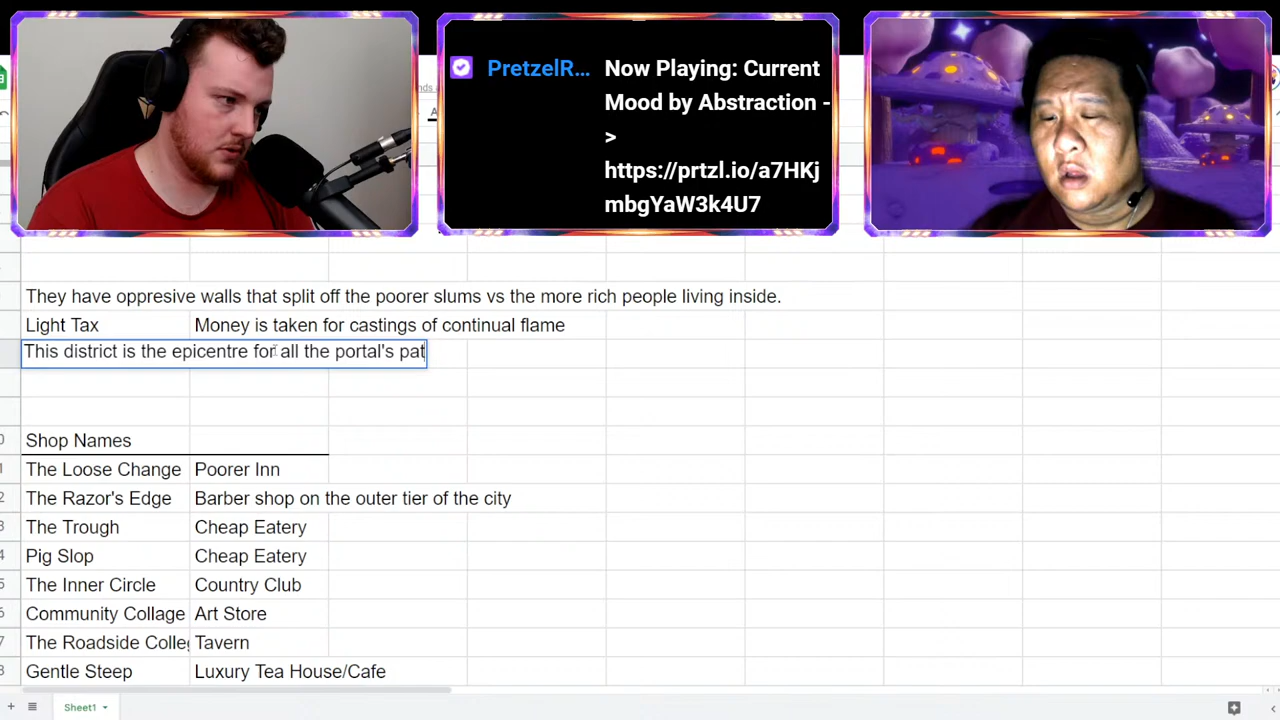 PretzelR... Now Playing: Current
Mood by Abstraction -
>
https://prtzl.io/a7HKj
mbgYaW3k4U7
They have oppresive walls that split off the poorer slums vs the more rich people living inside.
Light Tax Money is taken for castings of continual flame
This district is the epicentre for all the portal's pat
Shop Names
The Loose Change Poorer Inn
The Razor's Edge Barber shop on the outer tier of the city
The Trough Cheap Eatery
Pig Slop Cheap Eatery
The Inner Circle Country Club
Community Collage Art Store
The Roadside Colle Tavern
Gentle Steep Luxury Tea House/Cafe
Sheet1